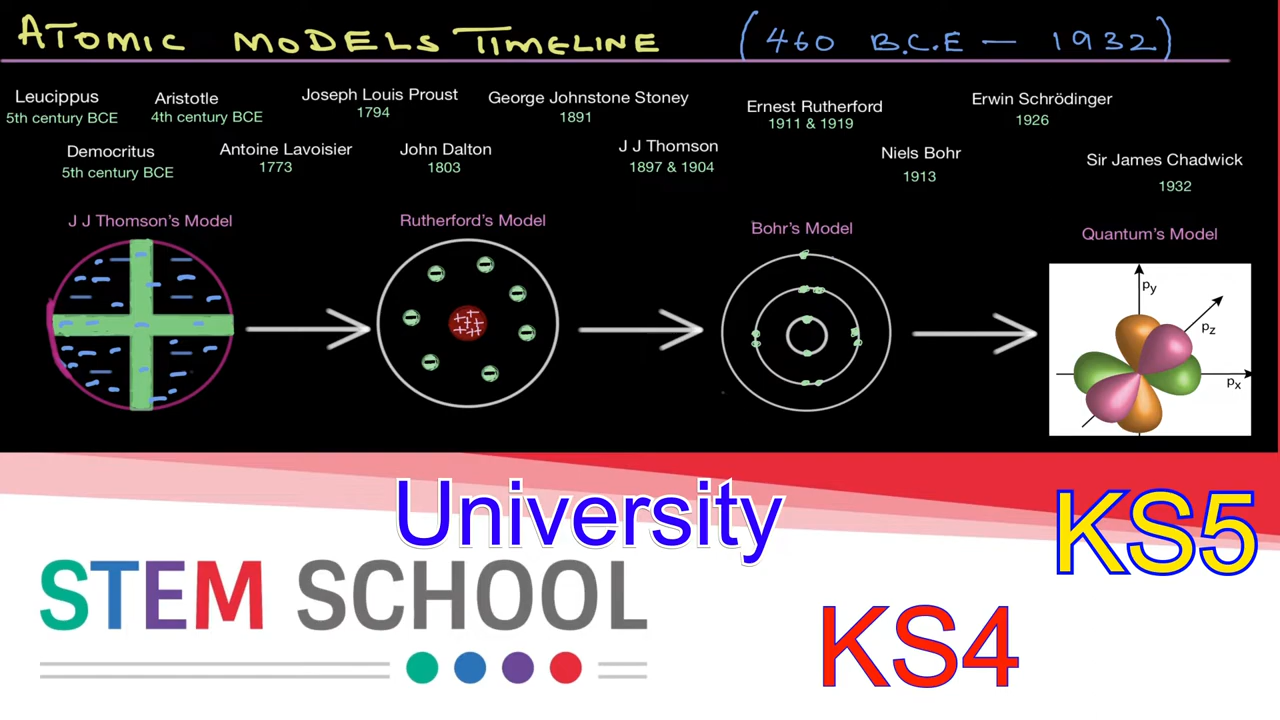 ATOMIC MODELS TIMELINE (460 B.C.E — 1932)
Leucippus
5th century BCE
Aristotle
4th century BCE
Joseph Louis Proust
1794
George Johnstone Stoney
1891
Ernest Rutherford
1911 & 1919
Erwin Schrödinger
1926
Democritus
5th century BCE
Antoine Lavoisier
1773
John Dalton
1803
J J Thomson
1897 & 1904
Niels Bohr
1913
Sir James Chadwick
1932
J J Thomson's Model
Rutherford's Model
Bohr's Model
Quantum's Model
py
pz
px
University
KS5
STEM SCHOOL
KS4